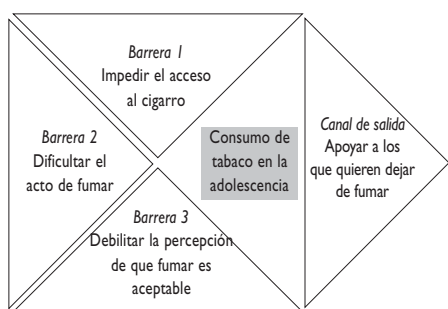 Barrera 1
Impedir el acceso
al cigarro
Barrera 2
Dificultar el
acto de fumar
Consumo de
tabaco en la
adolescencia
Canal de salida
Apoyar a los
que quieren dejar
de fumar
Barrera 3
Debilitar la percepción
de que fumar es
aceptable